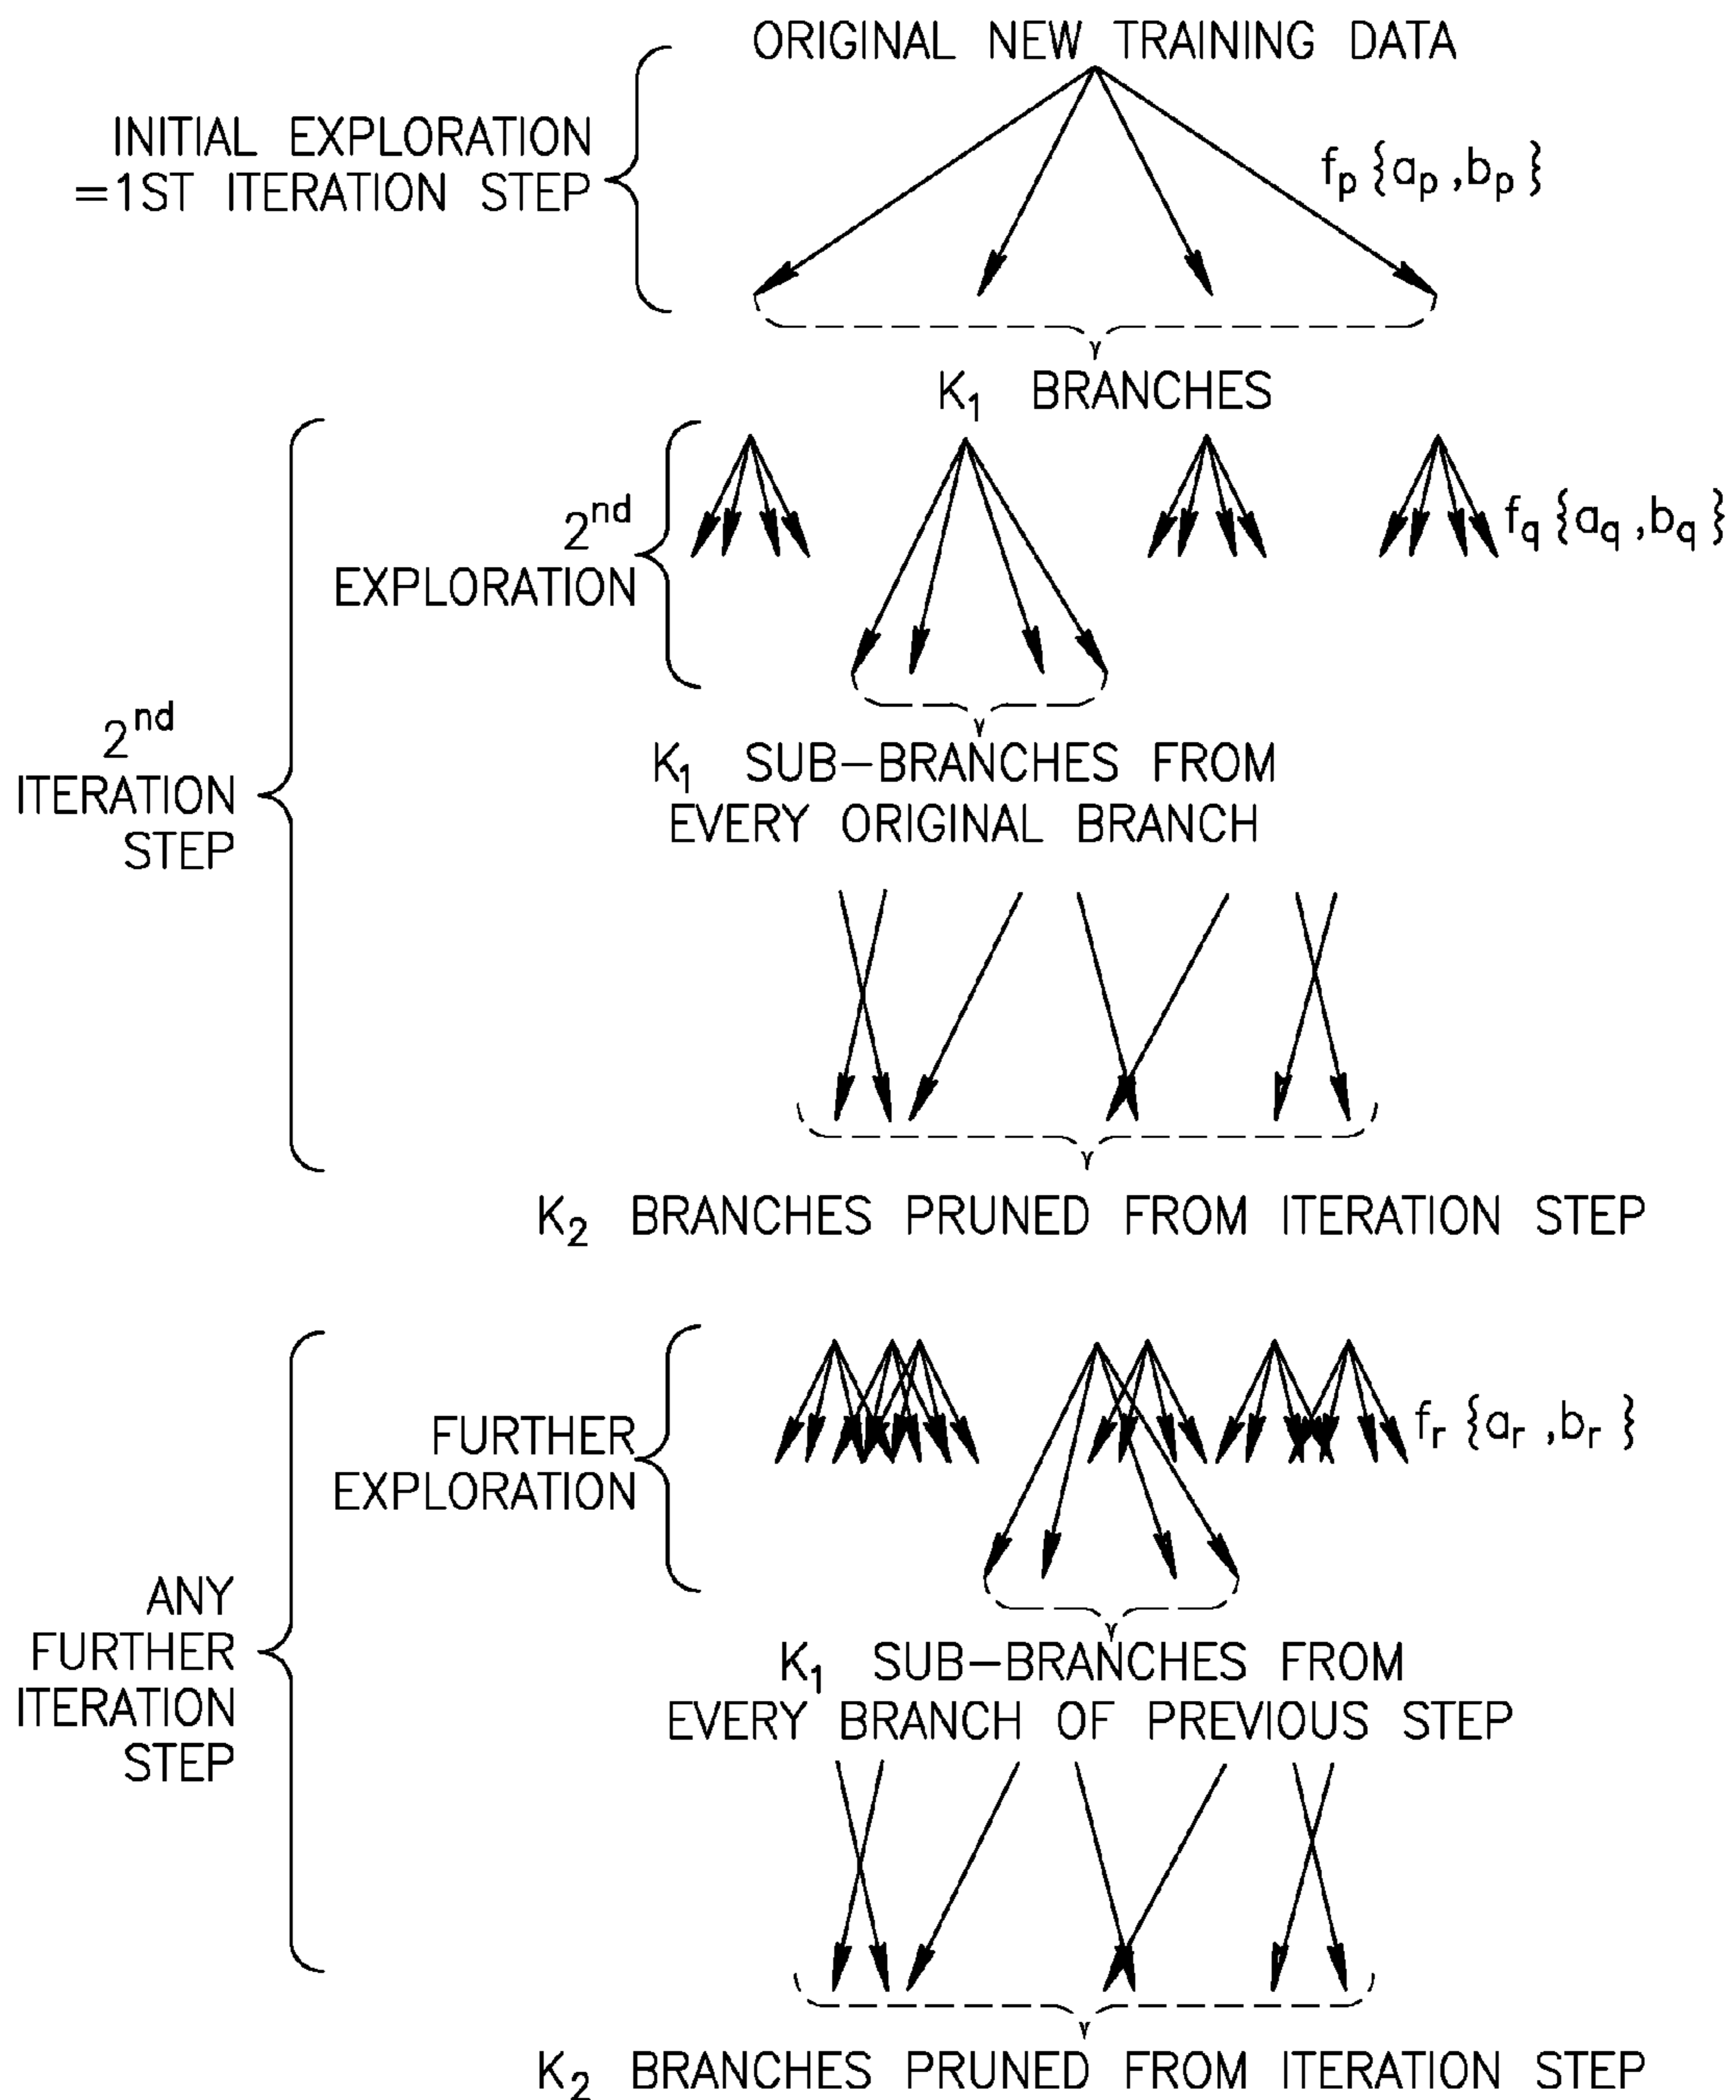 ORIGINAL NEW TRAINING DATA
INITIAL EXPLORATION
=1ST ITERATION STEP
fp {ap ,bp }
K1 BRANCHES
2nd
EXPLORATION
fq {aq ,bq }
2nd
ITERATION
STEP
K1 SUB-BRANCHES FROM
EVERY ORIGINAL BRANCH
K2 BRANCHES PRUNED FROM ITERATION STEP
FURTHER
EXPLORATION
fr {ar ,br }
ANY
FURTHER
ITERATION
STEP
K1 SUB-BRANCHES FROM
EVERY BRANCH OF PREVIOUS STEP
K2 BRANCHES PRUNED FROM ITERATION STEP